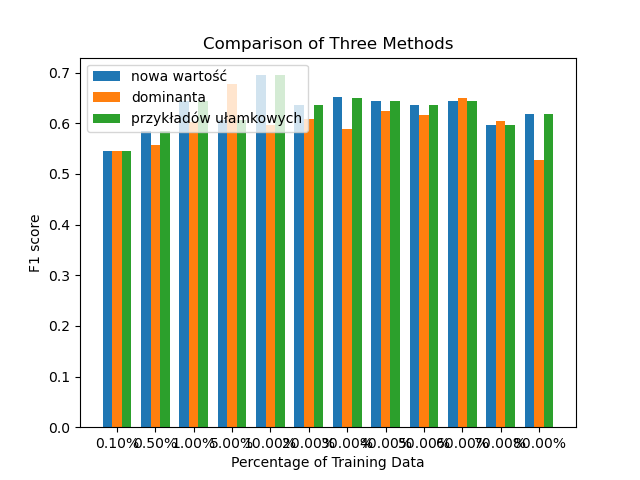 Comparison of Three Methods
nowa wartość
dominanta
przykładów ułamkowych
F1 score
0.7
0.6
0.5
0.4
0.3
0.2
0.1
0.0
0.10% 0.50% 1.00% 5.00% 10.00% 20.00% 30.00% 40.00% 50.00% 60.00% 70.00% 80.00%
Percentage of Training Data